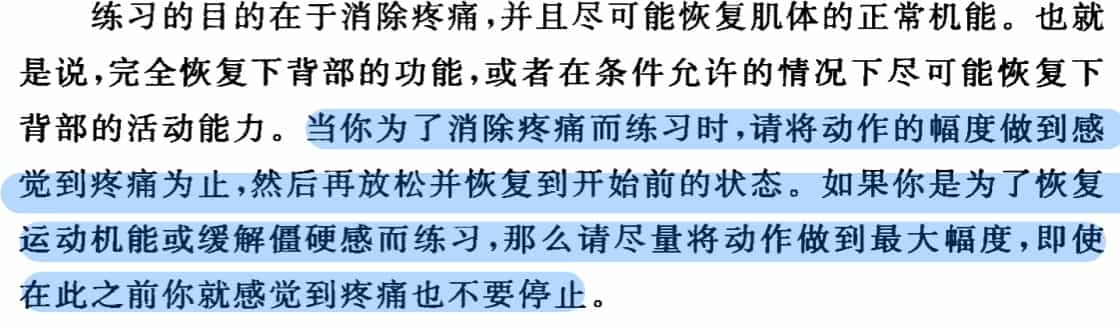 练习的目的在于消除疼痛,并且尽可能恢复肌体的正常机能。也就
是说,完全恢复下背部的功能,或者在条件允许的情况下尽可能恢复下
背部的活动能力。当你为了消除疼痛而练习时,请将动作的幅度做到感
觉到疼痛为止,然后再放松并恢复到开始前的状态。如果你是为了恢复
运动机能或缓解僵硬感而练习,那么请尽量将动作做到最大幅度,即使
在此之前你就感觉到疼痛也不要停止。